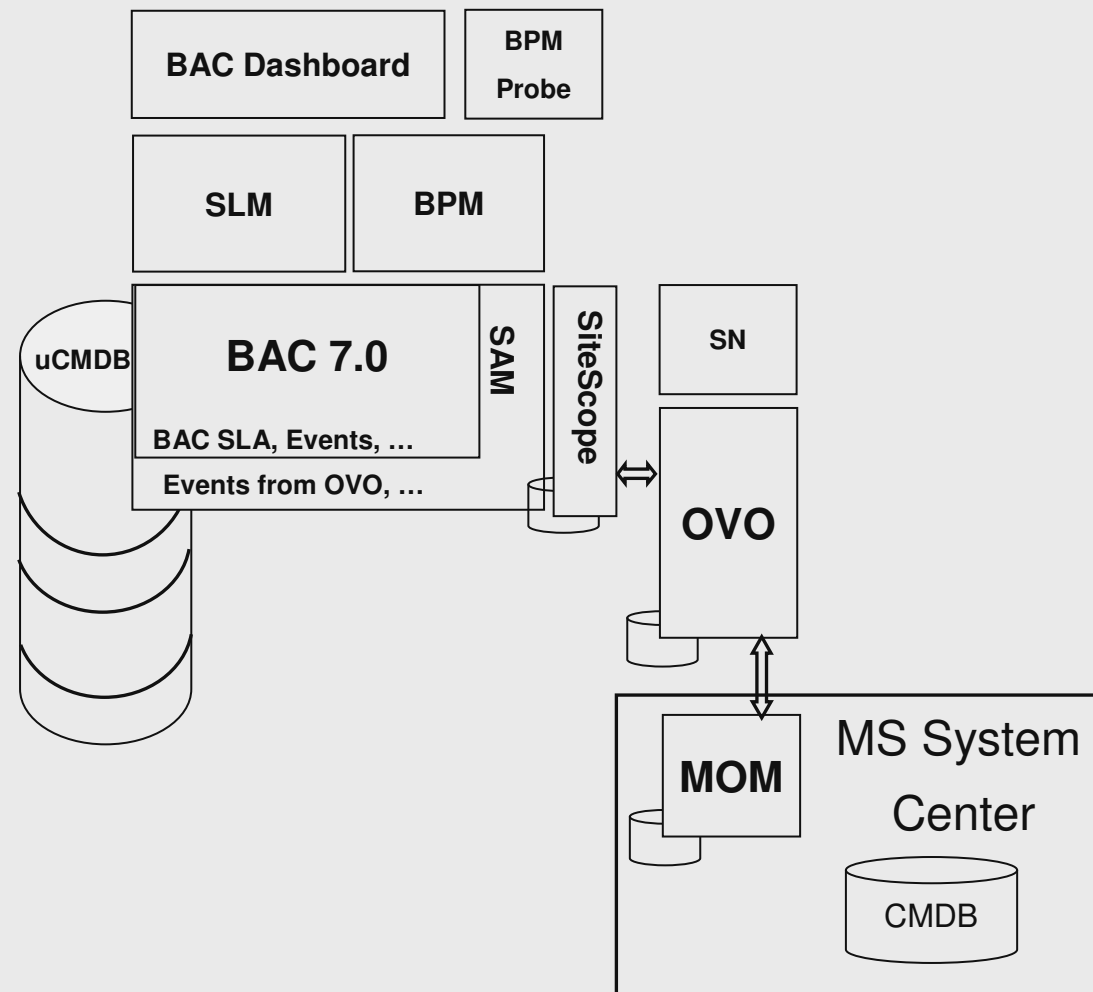 BAC Dashboard
BPM
Probe
SLM
BPM
uCMDB
BAC 7.0
SAM
SiteScope
SN
BAC SLA, Events, …
Events from OVO, …
OVO
MOM
MS System
Center
CMDB